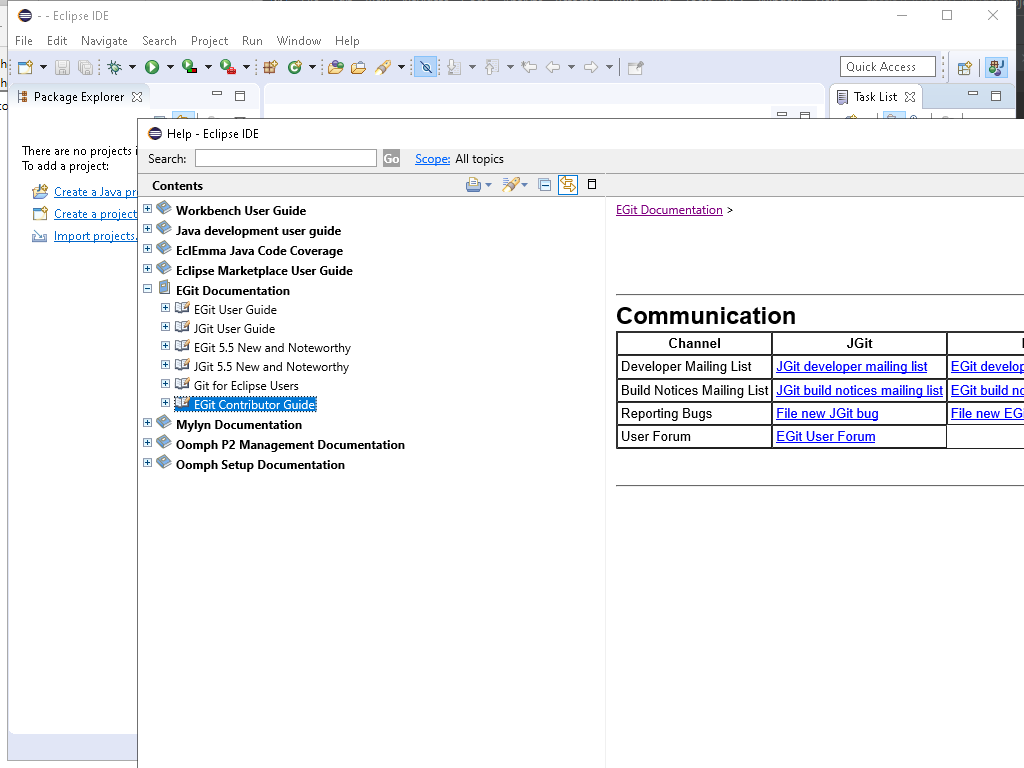 - - Eclipse IDE
File Edit Navigate Search Project Run Window Help
Quick Access
Package Explorer
Task List
There are no projects
To add a project:
Create a Java
Create a project
Import projects
Help - Eclipse IDE
Search: Go Scope: All topics
Contents
Workbench User Guide
Java development user guide
EclEmma Java Code Coverage
Eclipse Marketplace User Guide
EGit Documentation
EGit User Guide
JGit User Guide
EGit 5.5 New and Noteworthy
JGit 5.5 New and Noteworthy
Git for Eclipse Users
EGit Contributor Guide
Mylyn Documentation
Oomph P2 Management Documentation
Oomph Setup Documentation
EGit Documentation >
Communication
Channel JGit
Developer Mailing List JGit developer mailing list EGit develop
Build Notices Mailing List JGit build notices mailing list EGit build no
Reporting Bugs File new JGit bug File new EGi
User Forum EGit User Forum